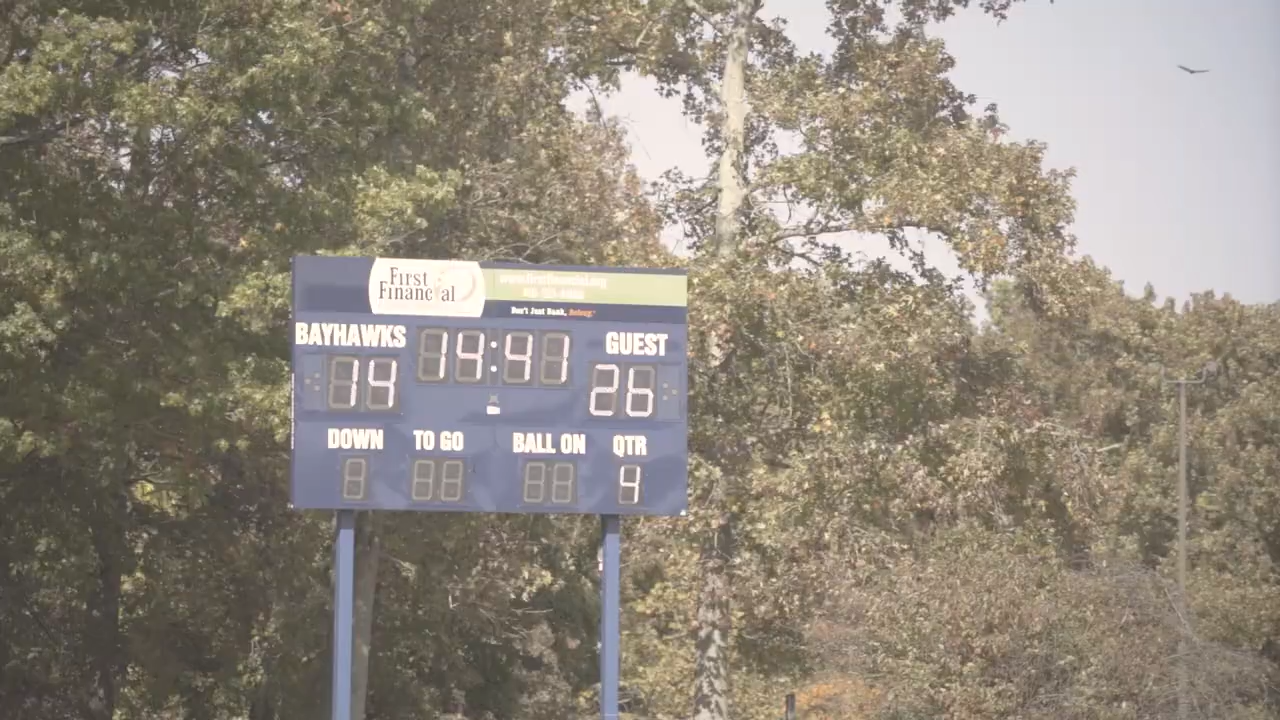 First
Financial
Don't Just Bank, Belong.
BAYHAWKS
14:41
GUEST
14
26
DOWN
TO GO
BALL ON
QTR
4